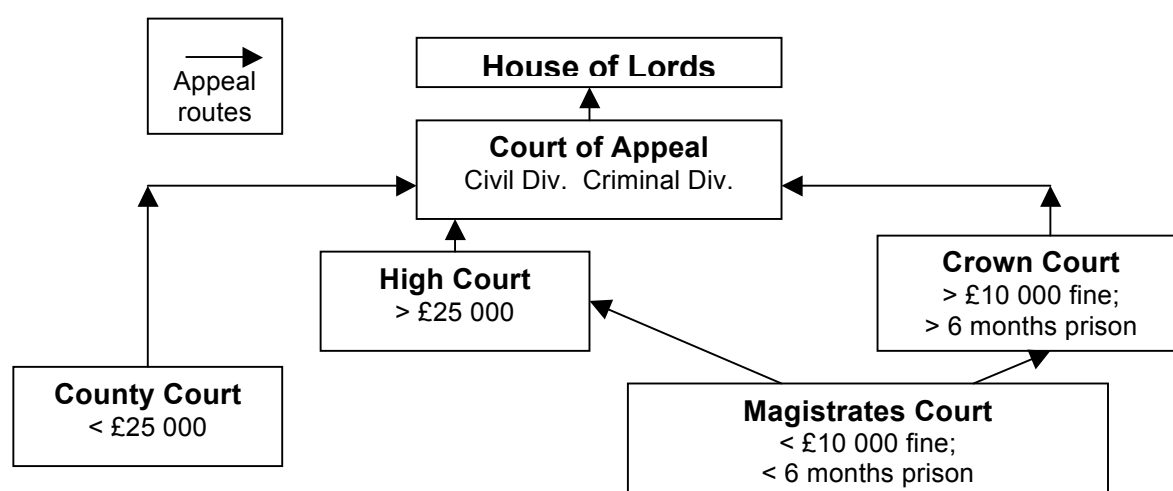 Appeal
routes
House of Lords
Court of Appeal
Civil Div. Criminal Div.
High Court
> £25 000
Crown Court
> £10 000 fine;
> 6 months prison
County Court
< £25 000
Magistrates Court
< £10 000 fine;
< 6 months prison